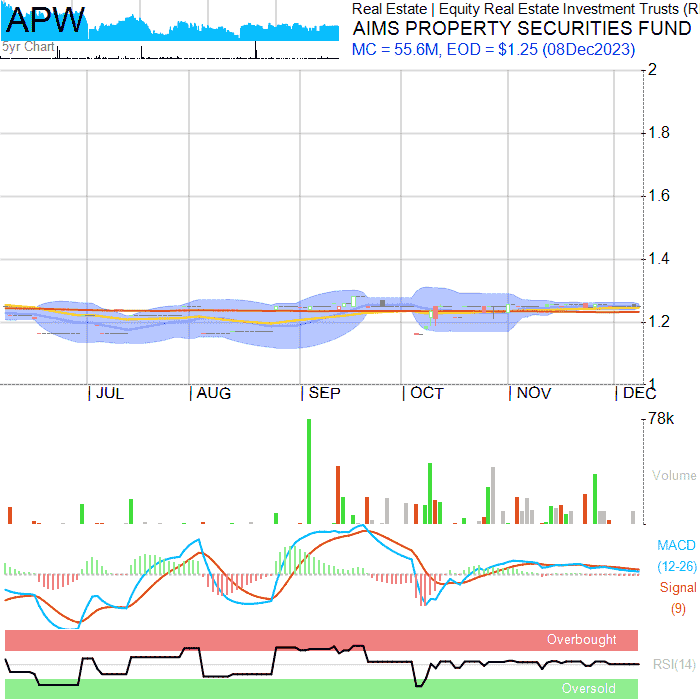 APW
5yr Chart
Real Estate | Equity Real Estate Investment Trusts (R
AIMS PROPERTY SECURITIES FUND
MC = 55.6M, EOD = $1.25 (08Dec2023)
2
1.8
1.6
1.4
1.2
1
JUL AUG SEP OCT NOV DEC
78k
Volume
MACD
(12-26)
Signal
(9)
Overbought
RSI(14)
Oversold